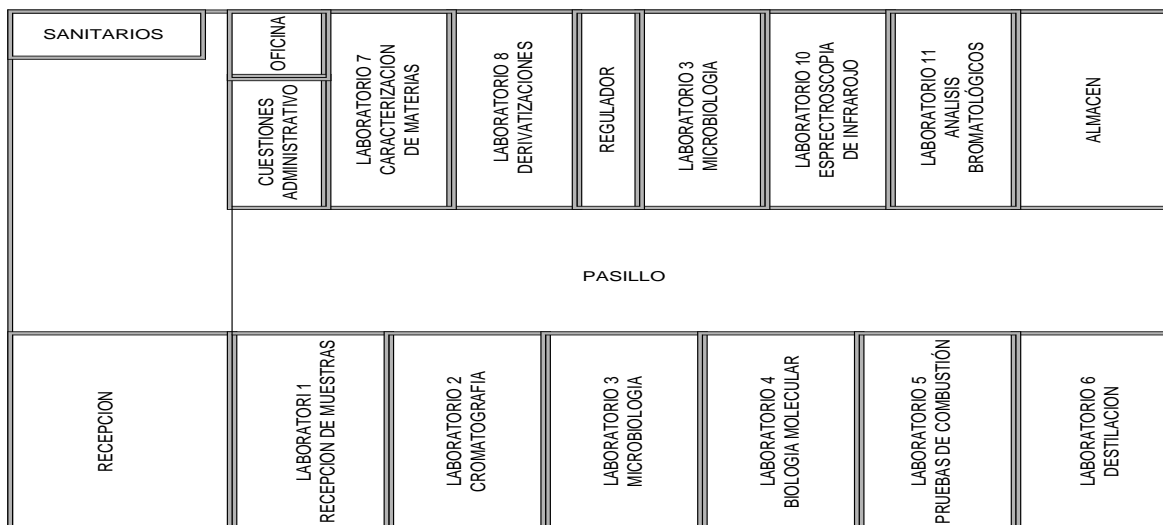 SANITARIOS
OFICINA
CUESTIONES
ADMINISTRATIVO
LABORATORIO 7
CARACTERIZACION
DE MATERIAS
LABORATORIO 8
DERIVATIZACIONES
REGULADOR
LABORATORIO 3
MICROBIOLOGIA
LABORATORIO 10
ESPRECTROSCOPIA
DE INFRAROJO
LABORATORIO 11
ANALISIS
BROMATOLÓGICOS
ALMACEN
PASILLO
RECEPCION
LABORATORI 1
RECEPCION DE MUESTRAS
LABORATORIO 2
CROMATOGRAFIA
LABORATORIO 3
MICROBIOLOGIA
LABORATORIO 4
BIOLOGIA MOLECULAR
LABORATORIO 5
PRUEBAS DE COMBUSTIÓN
LABORATORIO 6
DESTILACION